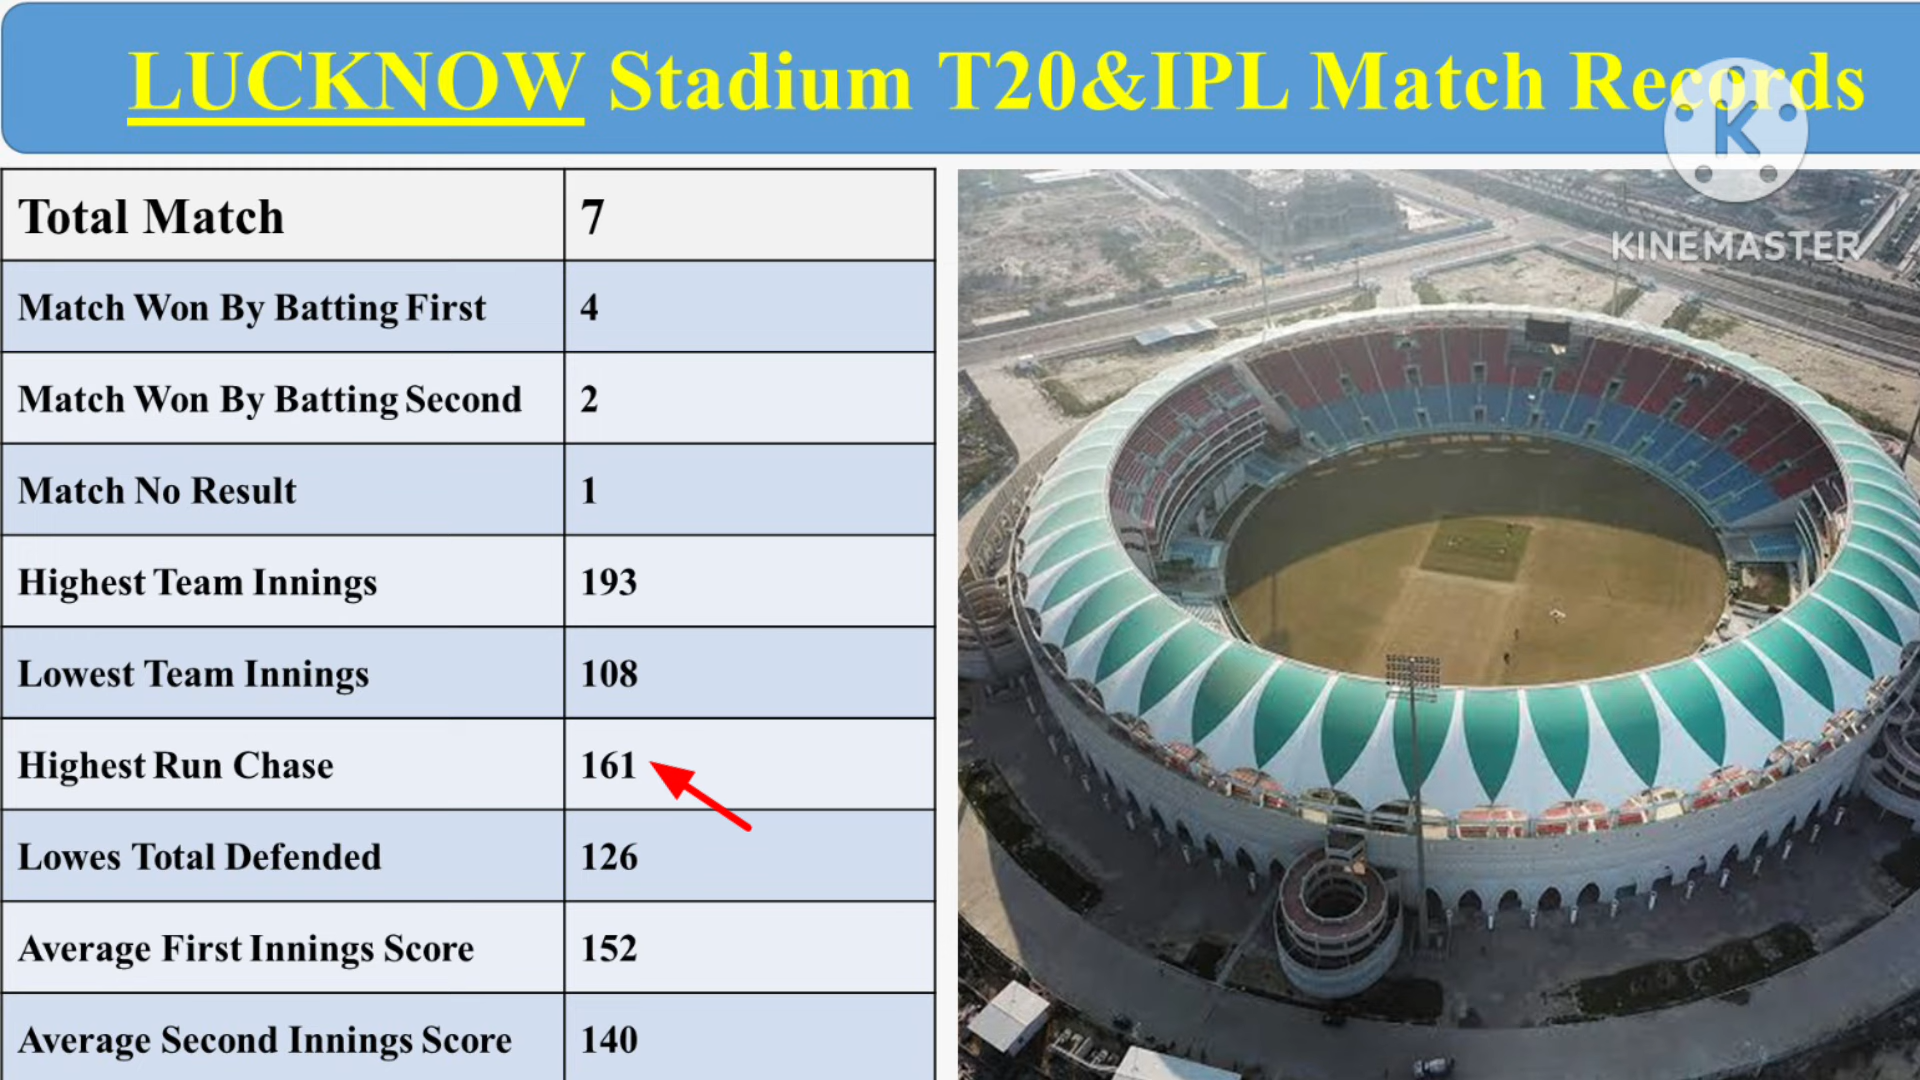 LUCKNOW Stadium T20&IPL Match Records
K
KINEMASTER
Total Match 7
Match Won By Batting First 4
Match Won By Batting Second 2
Match No Result 1
Highest Team Innings 193
Lowest Team Innings 108
Highest Run Chase 161
Lowes Total Defended 126
Average First Innings Score 152
Average Second Innings Score 140